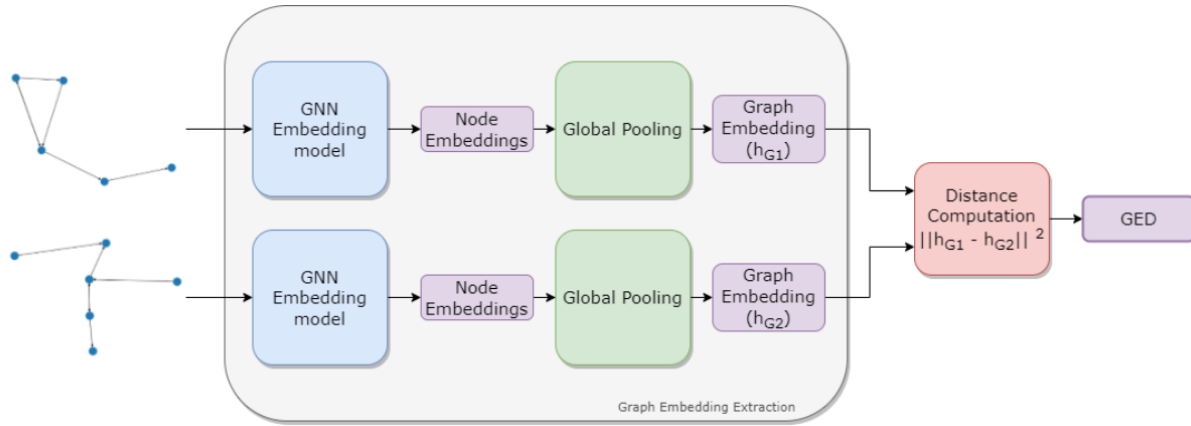 GNN
Embedding
model
Node
Embeddings
Global Pooling
Graph
Embedding
(hG1)
GNN
Embedding
model
Node
Embeddings
Global Pooling
Graph
Embedding
(hG2)
Distance
Computation
||hG1 - hG2|| 2
GED
Graph Embedding Extraction